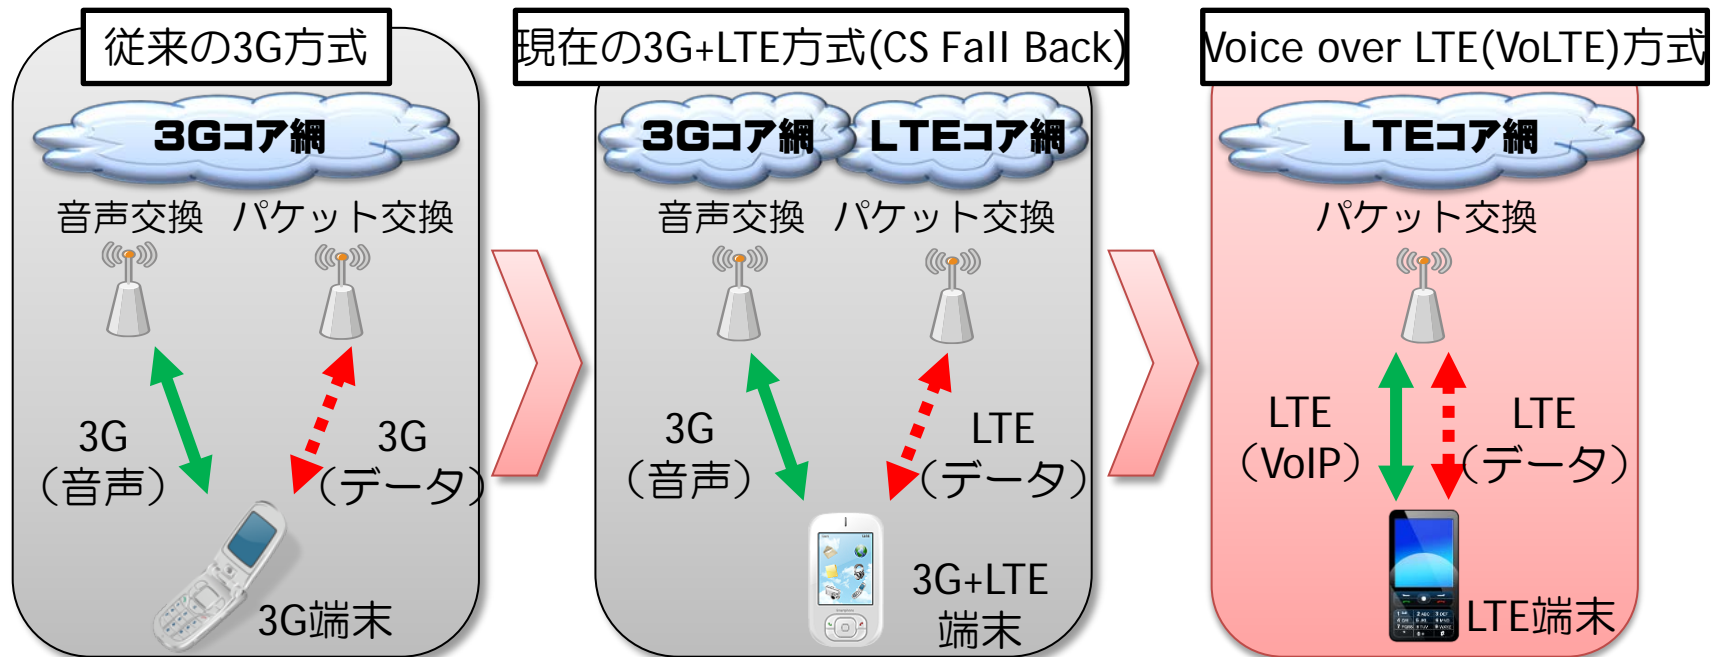 従来の3G方式
3Gコア網
音声交換 パケット交換
3G
(音声)
3G
(データ)
3G端末
現在の3G+LTE方式(CS Fall Back)
3Gコア網 LTEコア網
音声交換 パケット交換
3G
(音声)
LTE
(データ)
3G+LTE
端末
Voice over LTE(VoLTE)方式
LTEコア網
パケット交換
LTE
(VoIP)
LTE
(データ)
LTE端末